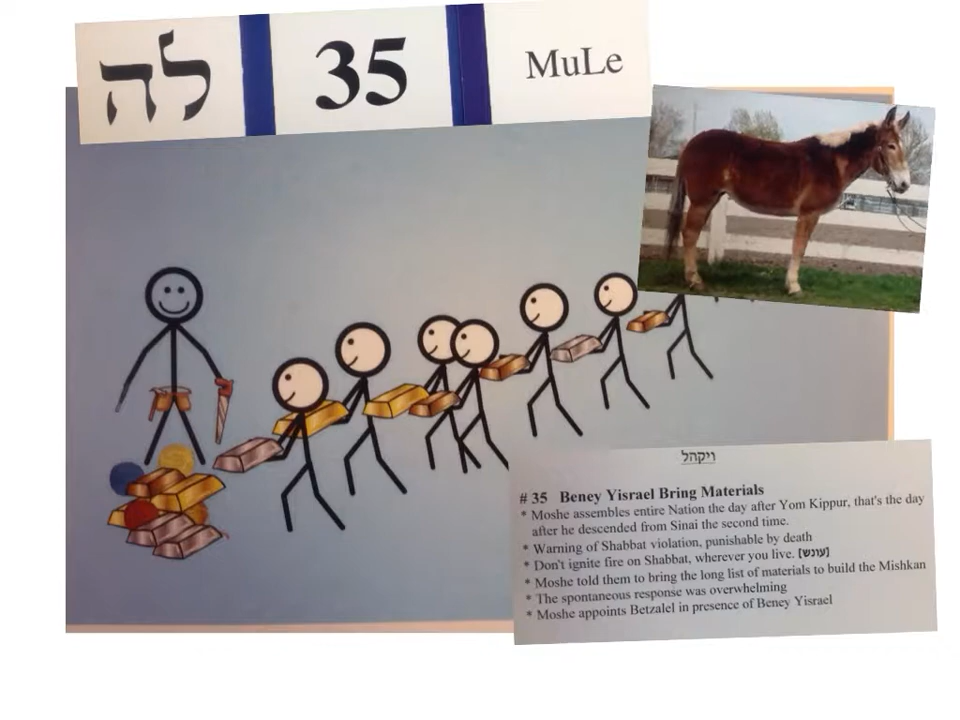 לה 35 MuLe
ויקהל
# 35 Beney Yisrael Bring Materials
* Moshe assembles entire Nation the day after Yom Kippur, that's the day
after he descended from Sinai the second time.
* Warning of Shabbat violation, punishable by death
* Don't ignite fire on Shabbat, wherever you live. [עונש]
* Moshe told them to bring the long list of materials to build the Mishkan
* The spontaneous response was overwhelming
* Moshe appoints Betzalel in presence of Beney Yisrael